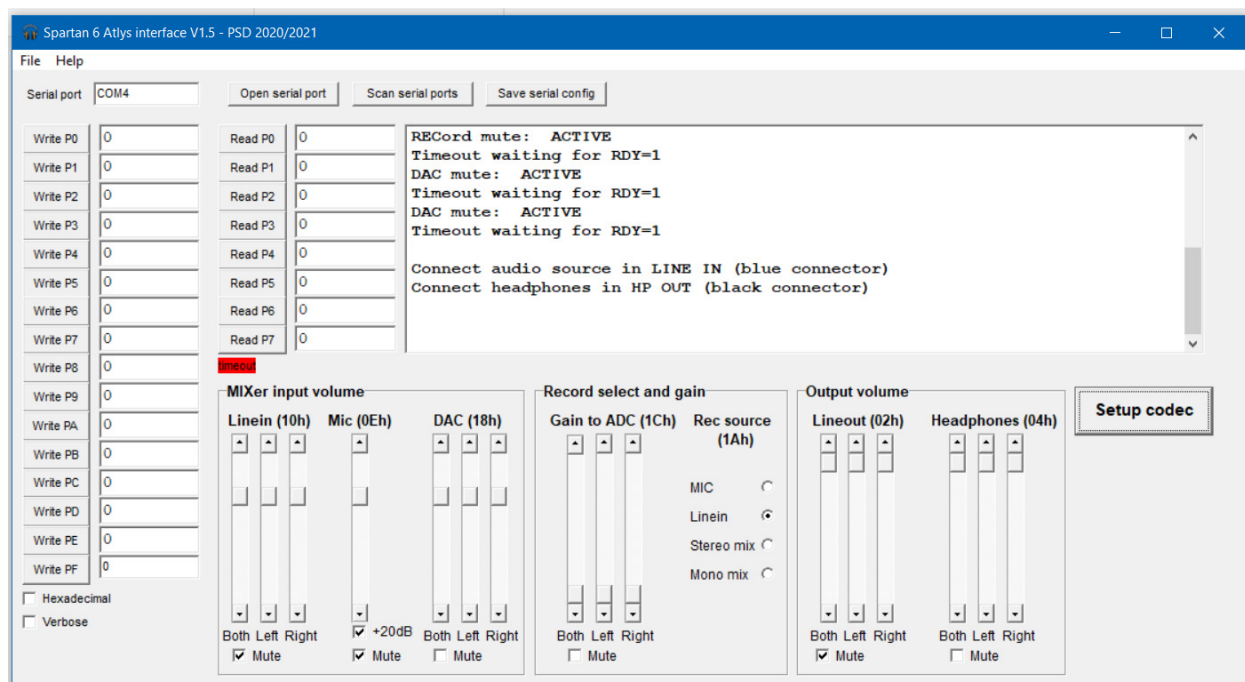 Spartan 6 Atlys interface V1.5 - PSD 2020/2021
File Help
Serial port COM4 Open serial port Scan serial ports Save serial config
Write P0 0 Read P0 0
Write P1 0 Read P1 0
Write P2 0 Read P2 0
Write P3 0 Read P3 0
Write P4 0 Read P4 0
Write P5 0 Read P5 0
Write P6 0 Read P6 0
Write P7 0 Read P7 0
Write P8 0
Write P9 0
Write PA 0
Write PB 0
Write PC 0
Write PD 0
Write PE 0
Write PF 0
Hexadecimal
Verbose
RECord mute: ACTIVE
Timeout waiting for RDY=1
DAC mute: ACTIVE
Timeout waiting for RDY=1
DAC mute: ACTIVE
Timeout waiting for RDY=1
Connect audio source in LINE IN (blue connector)
Connect headphones in HP OUT (black connector)
timeout
MIXer input volume
Linein (10h) Mic (0Eh) DAC (18h)
+20dB
Both Left Right Both Left Right
Mute Mute Mute
Record select and gain
Gain to ADC (1Ch) Rec source
(1Ah)
MIC
Linein
Stereo mix
Mono mix
Both Left Right
Mute
Output volume
Lineout (02h) Headphones (04h)
Both Left Right Both Left Right
Mute Mute
Setup codec